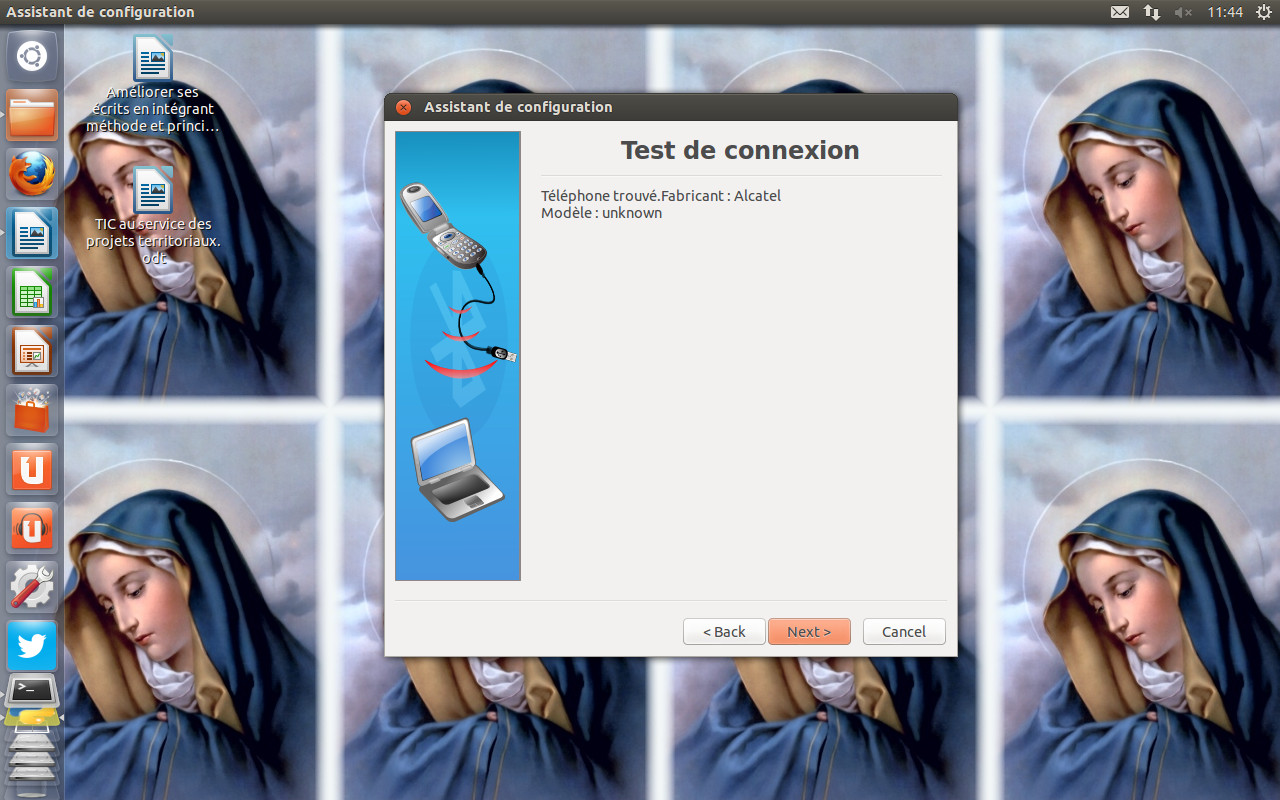 Assistant de configuration
11:44
Améliorer ses
écrits en intégrant
méthode et princi…
TIC au service des
projets territoriaux.
odt
Assistant de configuration
Test de connexion
Téléphone trouvé.Fabricant : Alcatel
Modèle : unknown
< Back
Next >
Cancel